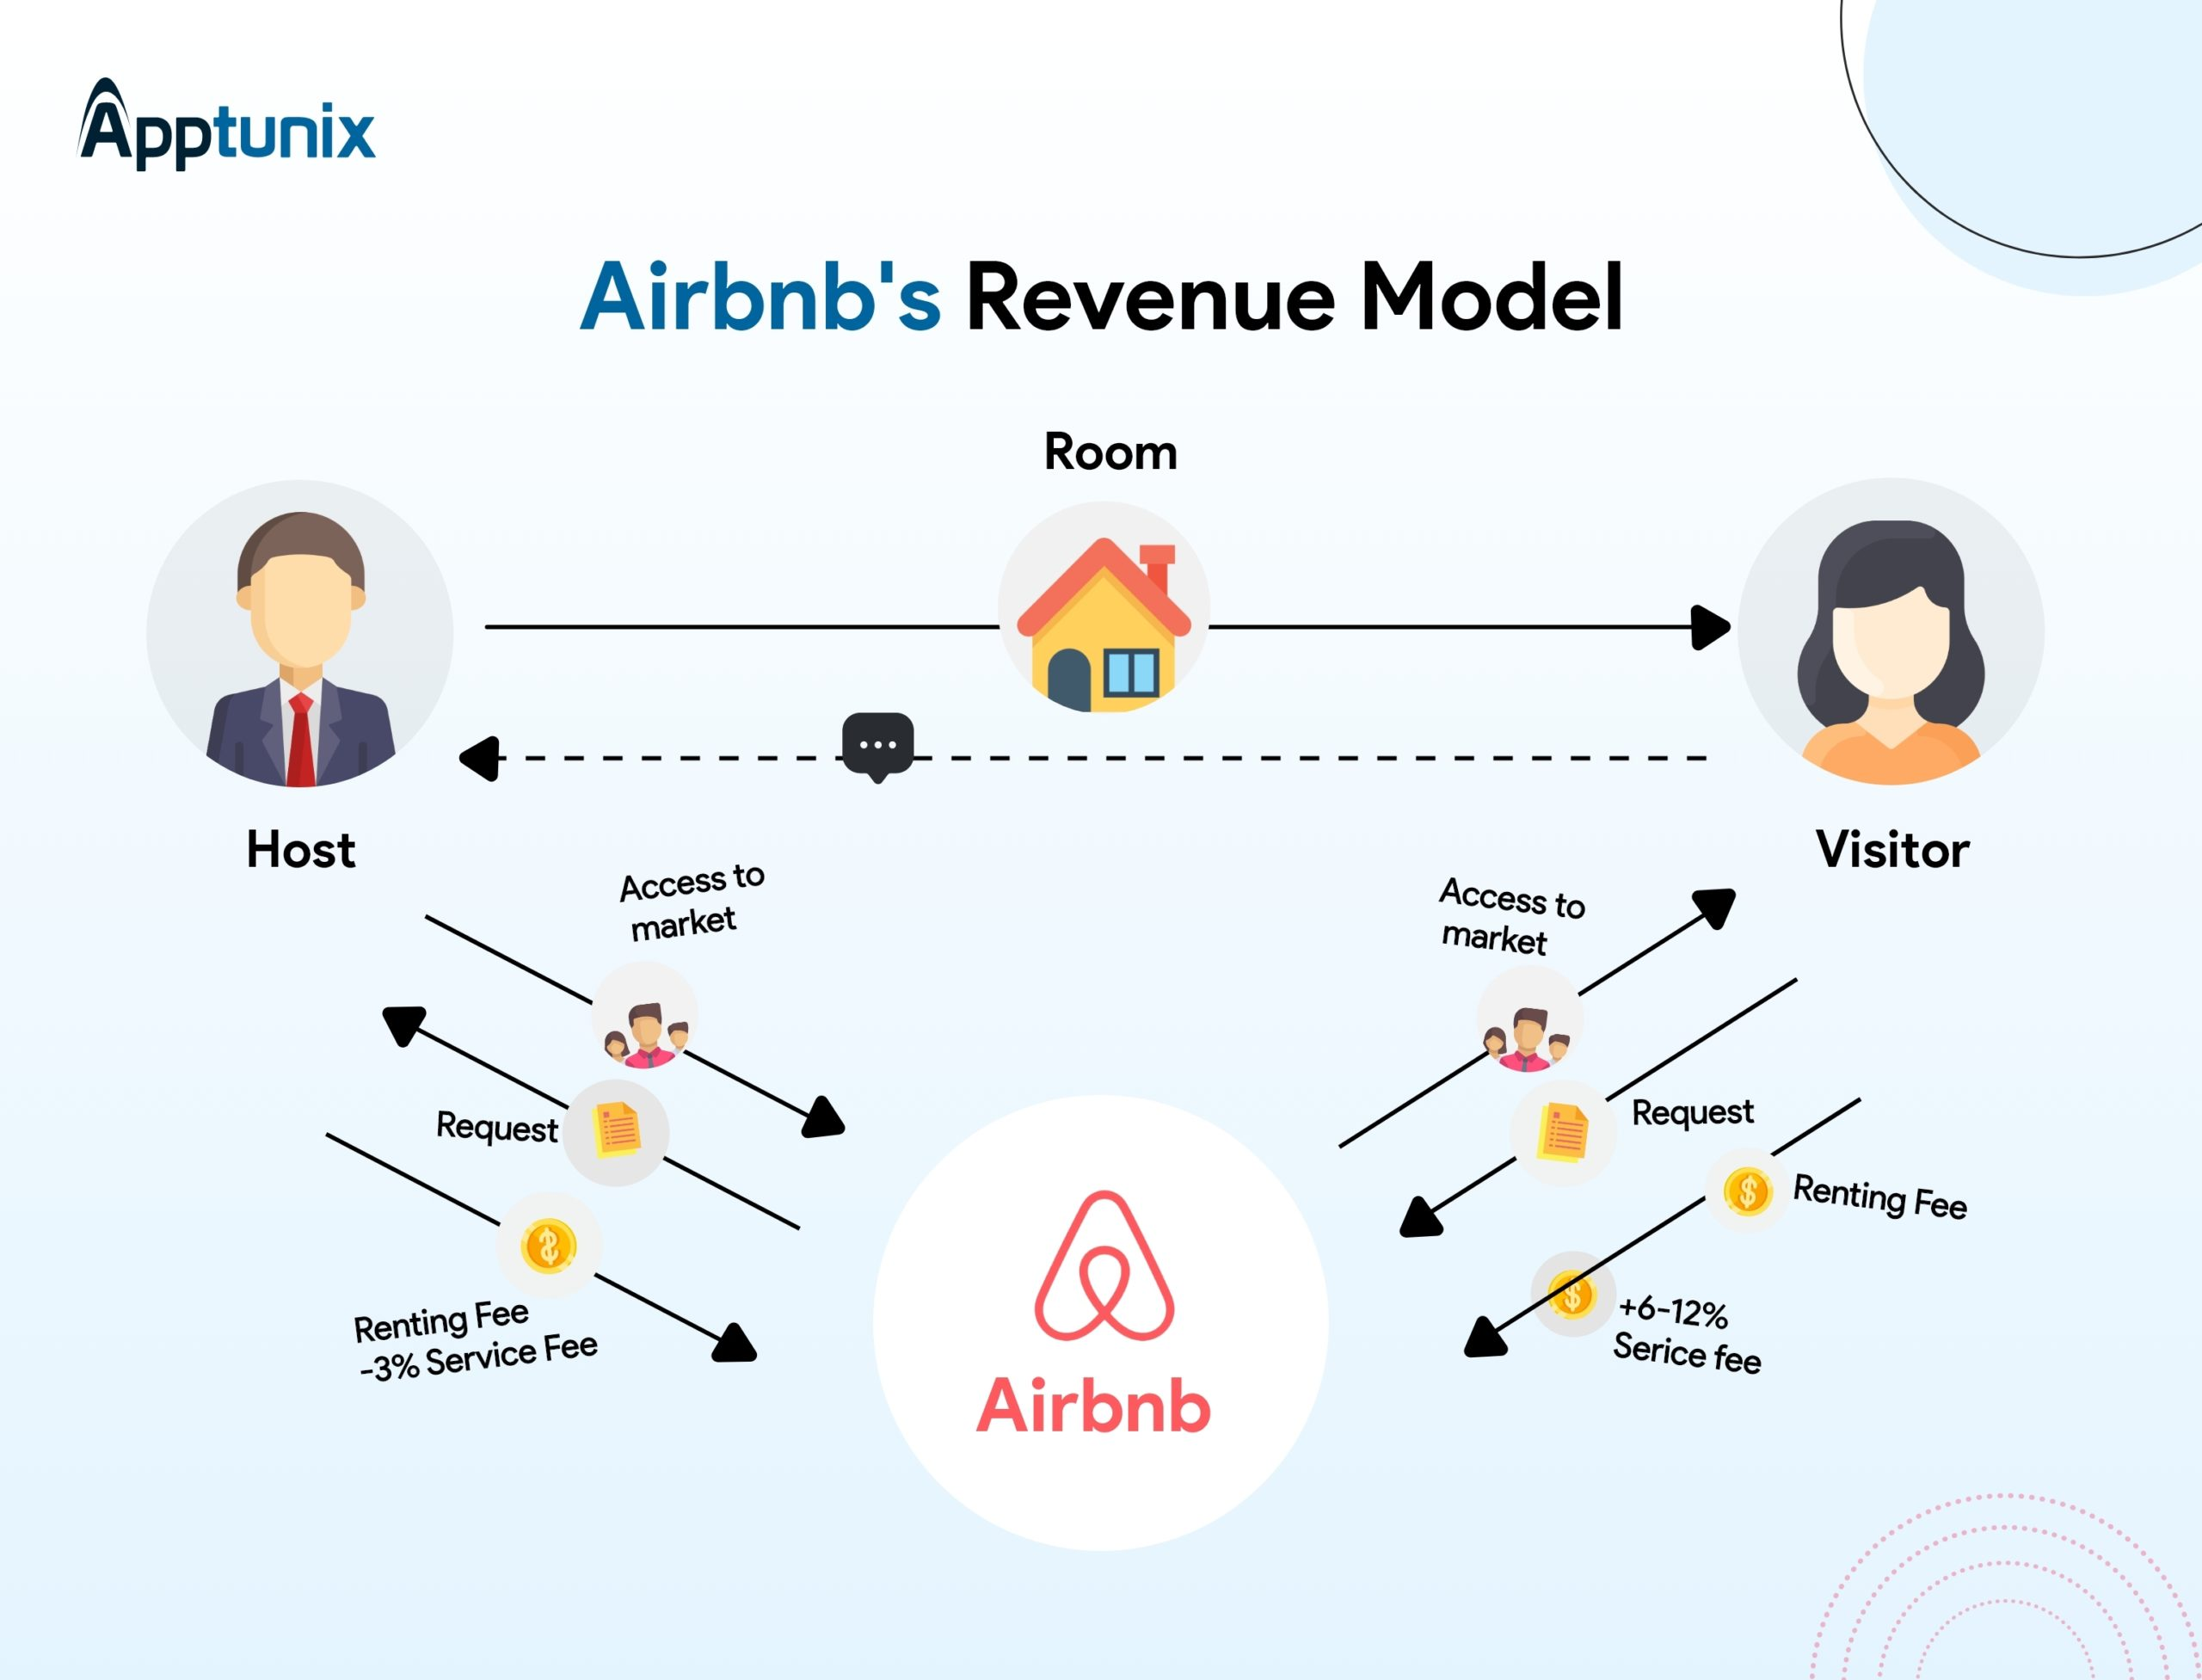 Apptunix
Airbnb's Revenue Model
Room
Host
Visitor
Access to
market
Access to
market
Request
Request
Renting Fee
Renting Fee
-3% Service Fee
+6-12%
Serice fee
Airbnb